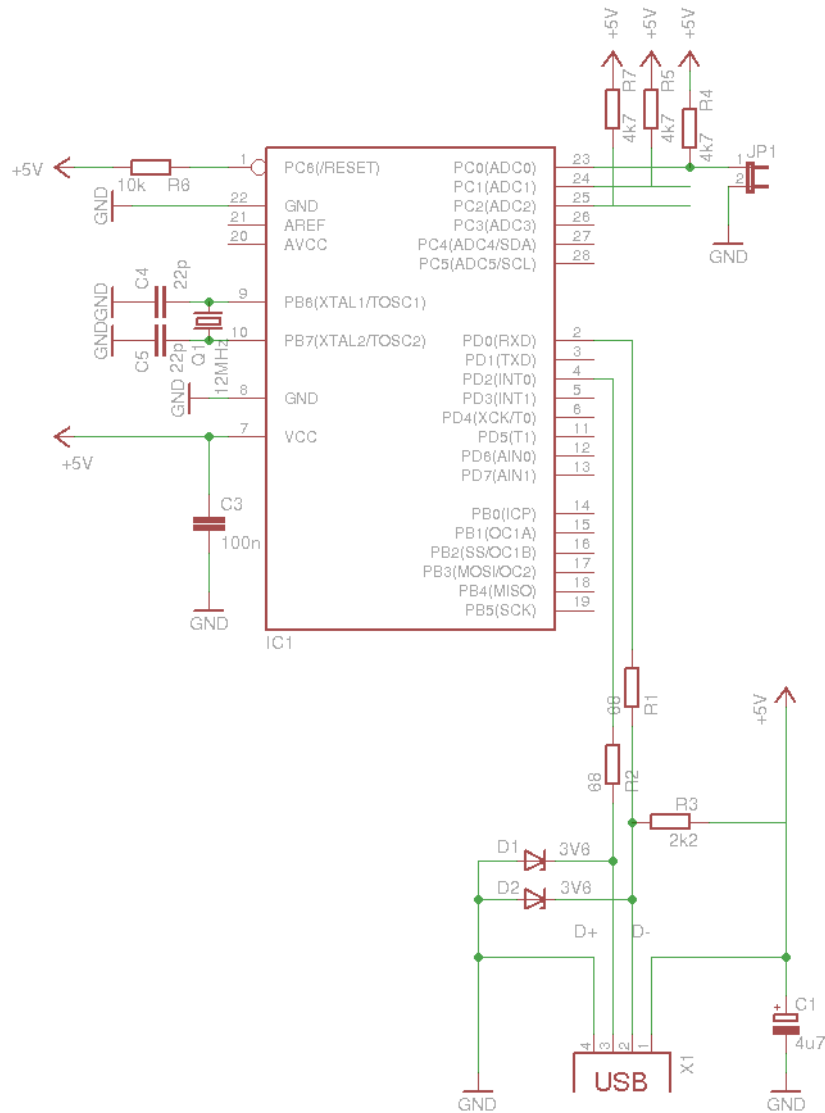 +5V
+5V
+5V
R7
4k7
R5
4k7
R4
4k7
+5V
10k
R6
1
PC6(/RESET)
PC0(ADC0)
23
1
JP1
PC1(ADC1)
24
2
GND
22
GND
PC2(ADC2)
25
21
AREF
PC3(ADC3)
26
20
AVCC
PC4(ADC4/SDA)
27
PC5(ADC5/SCL)
28
GND
GND
C4
22p
9
PB6(XTAL1/TOSC1)
GND
C5
22p
Q1
12MHz
10
PB7(XTAL2/TOSC2)
PD0(RXD)
2
PD1(TXD)
3
PD2(INT0)
4
GND
8
GND
PD3(INT1)
5
PD4(XCK/T0)
6
+5V
7
VCC
PD5(T1)
11
PD6(AIN0)
12
PD7(AIN1)
13
C3
100n
PB0(ICP)
14
PB1(OC1A)
15
PB2(SS/OC1B)
16
PB3(MOSI/OC2)
17
PB4(MISO)
18
PB5(SCK)
19
GND
IC1
68
R1
+5V
68
R2
R3
2k2
D1
3V6
D2
3V6
D+
D-
C1
+
4u7
4
3
2
1
X1
USB
GND
GND